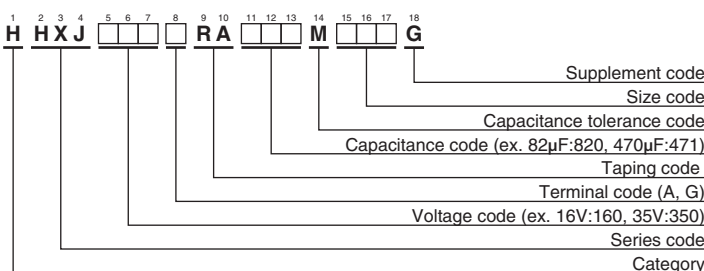 1 2 3 4 5 6 7 8 9 10 11 12 13 14 15 16 17 18
H HXJ □□□ □ RA □□□ M □□□ G
Supplement code
Size code
Capacitance tolerance code
Capacitance code (ex. 82µF:820, 470µF:471)
Taping code
Terminal code (A, G)
Voltage code (ex. 16V:160, 35V:350)
Series code
Category